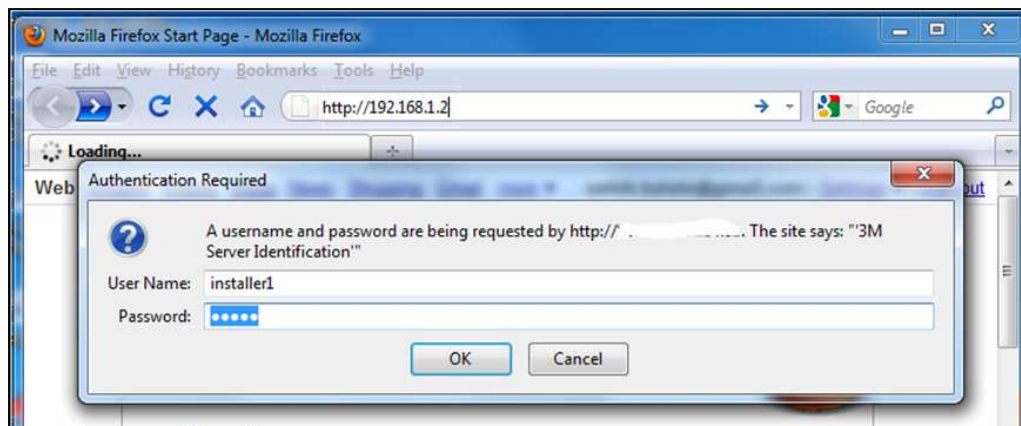 Mozilla Firefox Start Page - Mozilla Firefox
File Edit View History Bookmarks Tools Help
http://192.168.1.2
Google
Loading...
Web
out
Authentication Required
A username and password are being requested by http:// The site says: "'3M
Server Identification'"
User Name: installer1
Password: •••••
OK Cancel